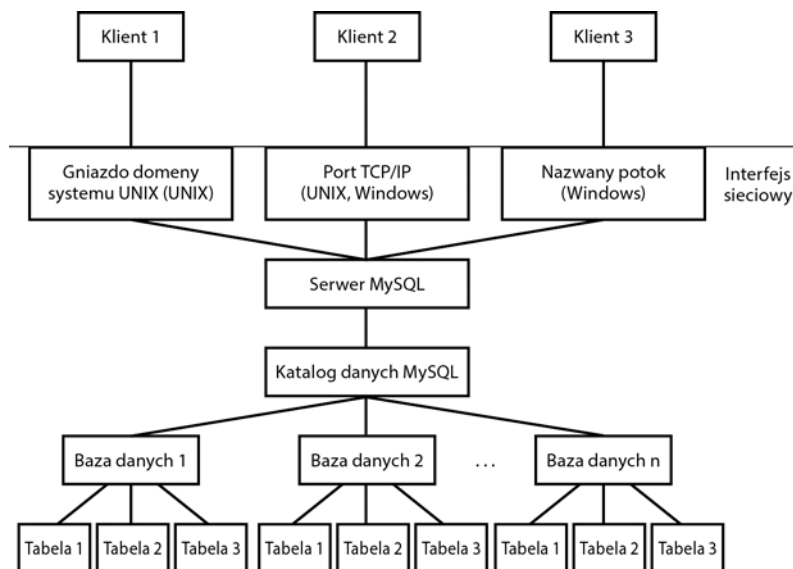 Klient 1
Klient 2
Klient 3
Gniazdo domeny
systemu UNIX (UNIX)
Port TCP/IP
(UNIX, Windows)
Nazwany potok
(Windows)
Interfejs
sieciowy
Serwer MySQL
Katalog danych MySQL
Baza danych 1
Baza danych 2
...
Baza danych n
Tabela 1
Tabela 2
Tabela 3
Tabela 1
Tabela 2
Tabela 3
Tabela 1
Tabela 2
Tabela 3